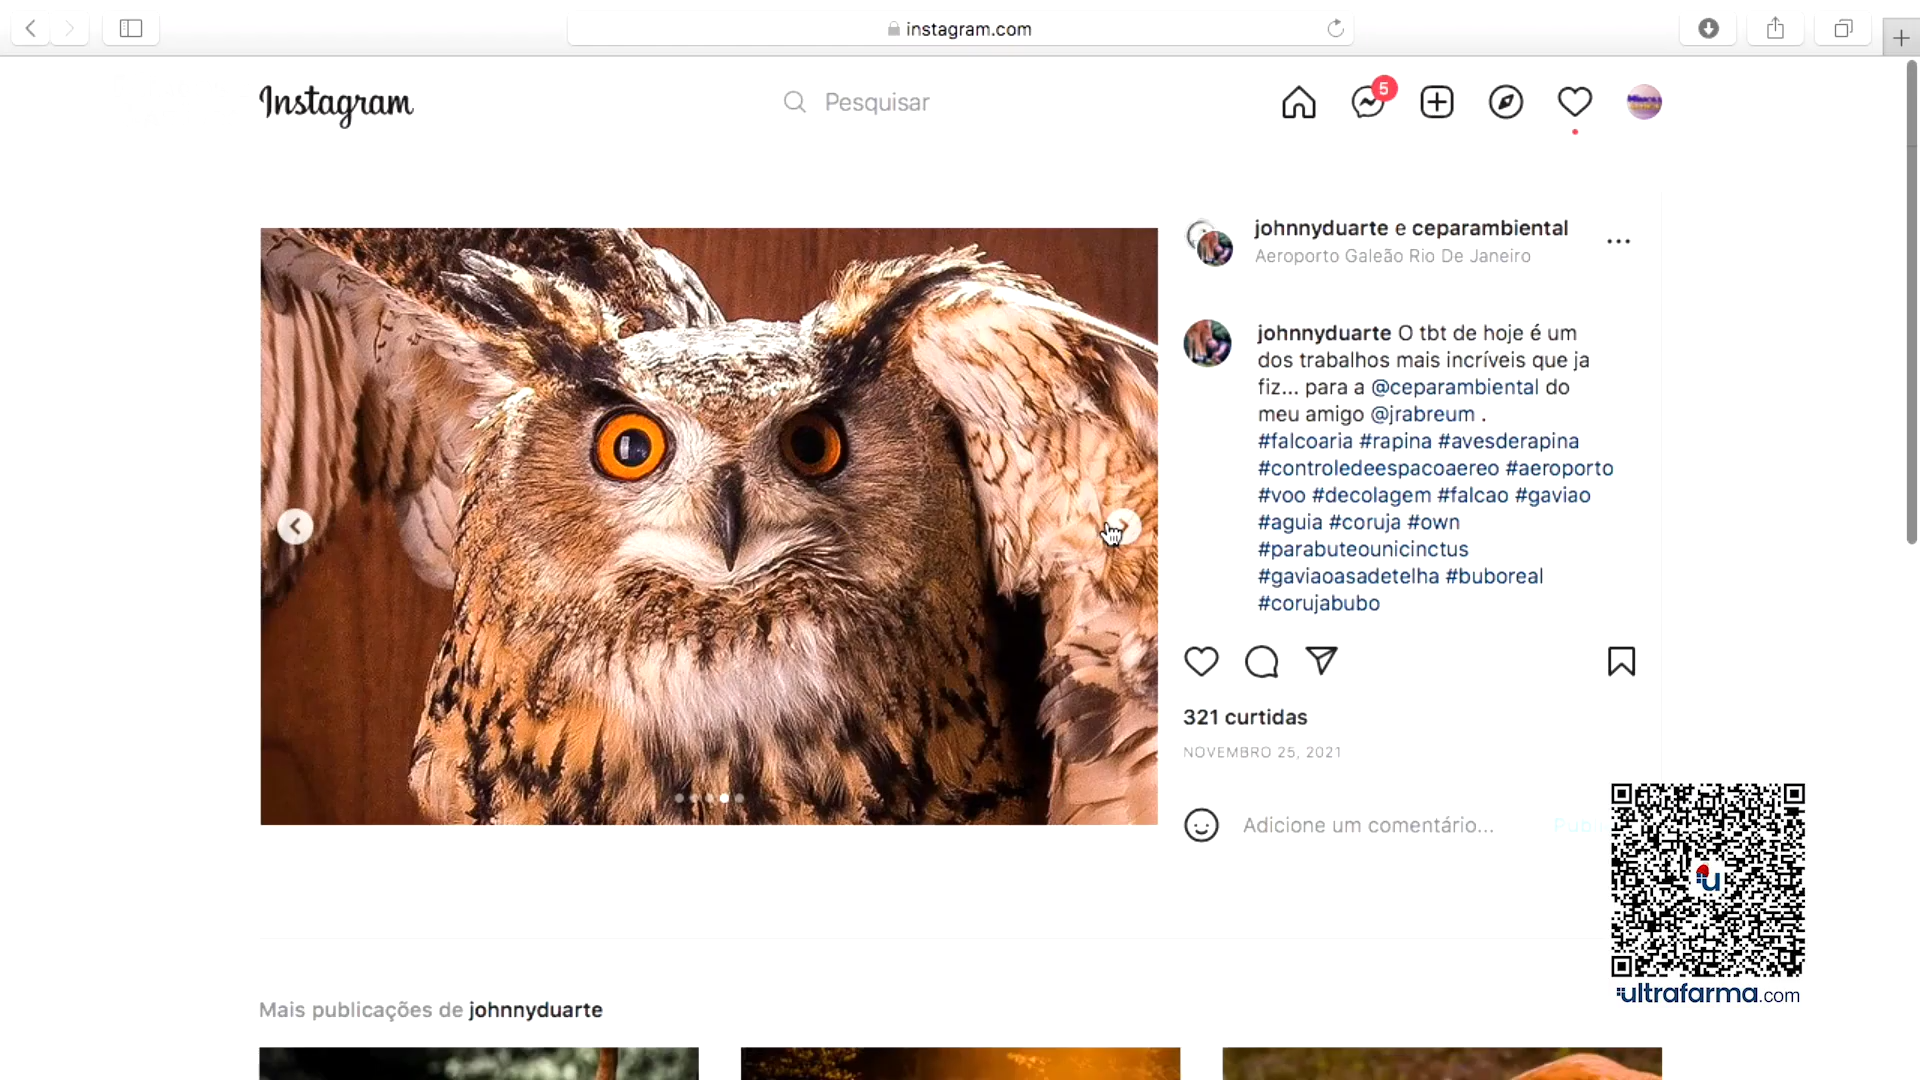 instagram.com
Instagram
Pesquisar
5
johnnyduarte e ceparambiental
Aeroporto Galeão Rio De Janeiro
johnnyduarte O tbt de hoje é um
dos trabalhos mais incríveis que ja
fiz... para a @ceparambiental do
meu amigo @jrabreum .
#falcoaria #rapina #avesderapina
#controledeespacoaereo #aeroporto
#voo #decolagem #falcao #gaviao
#aguia #coruja #own
#parabuteounicinctus
#gaviaoasadetelha #buboreal
#corujabubo
321 curtidas
NOVEMBRO 25, 2021
Adicione um comentário...
u
ultrafarma.com
Mais publicações de johnnyduarte